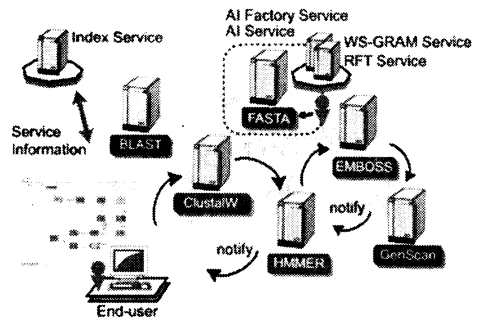 AI Factory Service
AI Service
Index Service
WS-GRAM Service
RFT Service
FASTA
Service
Information
BLAST
EMBOSS
ClustalW
notify
GenScan
notify
HMMER
End-user